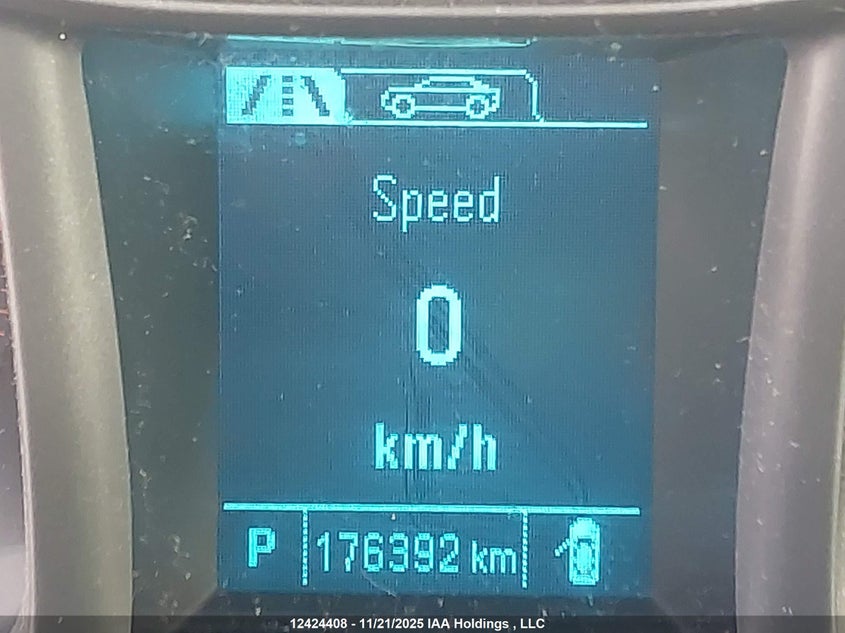 Speed
0
km/h
P 176392 km
12424408 - 11/21/2025 IAA Holdings , LLC